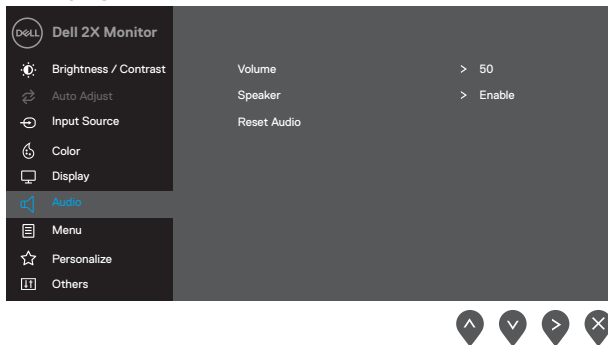 DELL Dell 2X Monitor
Brightness / Contrast
Auto Adjust
Input Source
Color
Display
Audio
Menu
Personalize
Others
Volume > 50
Speaker > Enable
Reset Audio